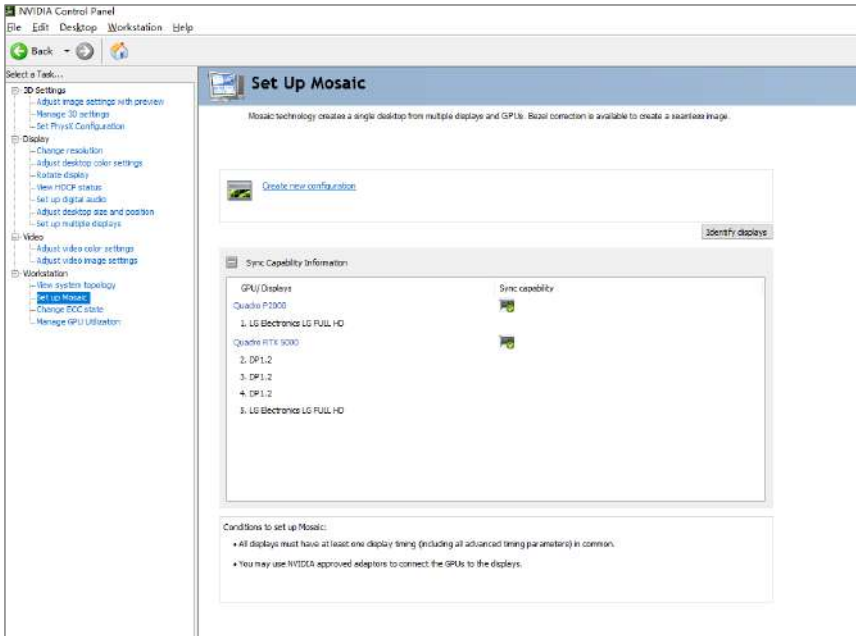 NVIDIA Control Panel
File Edit Desktop Workstation Help
Back
Select a Task...
3D Settings
Adjust image settings with preview
Manage 3D settings
Set PhysX Configuration
Display
Change resolution
Adjust desktop color settings
Rotate display
View HDCP status
Set up digital audio
Adjust desktop size and position
Set up multiple displays
Video
Adjust video color settings
Adjust video image settings
Workstation
View system topology
Set up Mosaic
Change ECC state
Manage GPU Utilization
Set Up Mosaic
Mosaic technology creates a single desktop from multiple displays and GPUs. Bezel correction is available to create a seamless image.
Create new configuration
Identify displays
Sync Capability Information
GPU/Displays Sync capability
Quadro P2000
1. LG Electronics LG FULL HD
Quadro RTX 5000
2. DP1.2
3. DP1.2
4. DP1.2
5. LG Electronics LG FULL HD
Conditions to set up Mosaic:
• All displays must have at least one display timing (including all advanced timing parameters) in common.
• You may use NVIDIA approved adaptors to connect the GPUs to the displays.